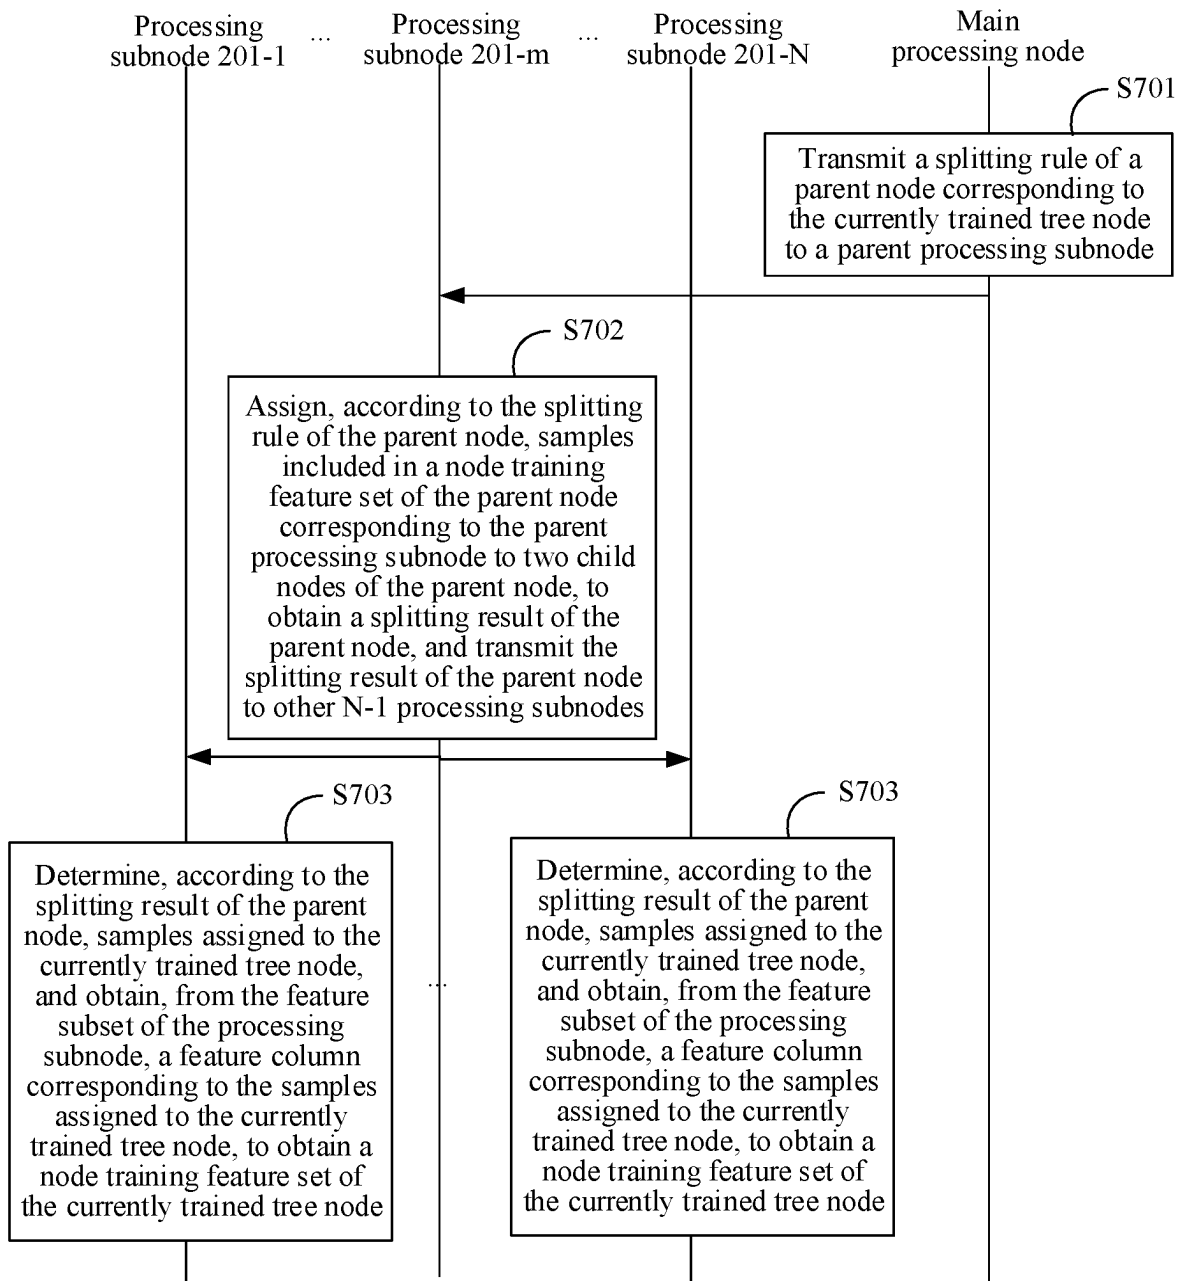 Processing
subnode 201-1
...
Processing
subnode 201-m
...
Processing
subnode 201-N
Main
processing node
S701
Transmit a splitting rule of a
parent node corresponding to
the currently trained tree node
to a parent processing subnode
S702
Assign, according to the splitting
rule of the parent node, samples
included in a node training
feature set of the parent node
corresponding to the parent
processing subnode to two child
nodes of the parent node, to
obtain a splitting result of the
parent node, and transmit the
splitting result of the parent node
to other N-1 processing subnodes
S703
Determine, according to the
splitting result of the parent
node, samples assigned to the
currently trained tree node,
and obtain, from the feature
subset of the processing
subnode, a feature column
corresponding to the samples
assigned to the currently
trained tree node, to obtain a
node training feature set of
the currently trained tree node
...
S703
Determine, according to the
splitting result of the parent
node, samples assigned to the
currently trained tree node,
and obtain, from the feature
subset of the processing
subnode, a feature column
corresponding to the samples
assigned to the currently
trained tree node, to obtain a
node training feature set of
the currently trained tree node